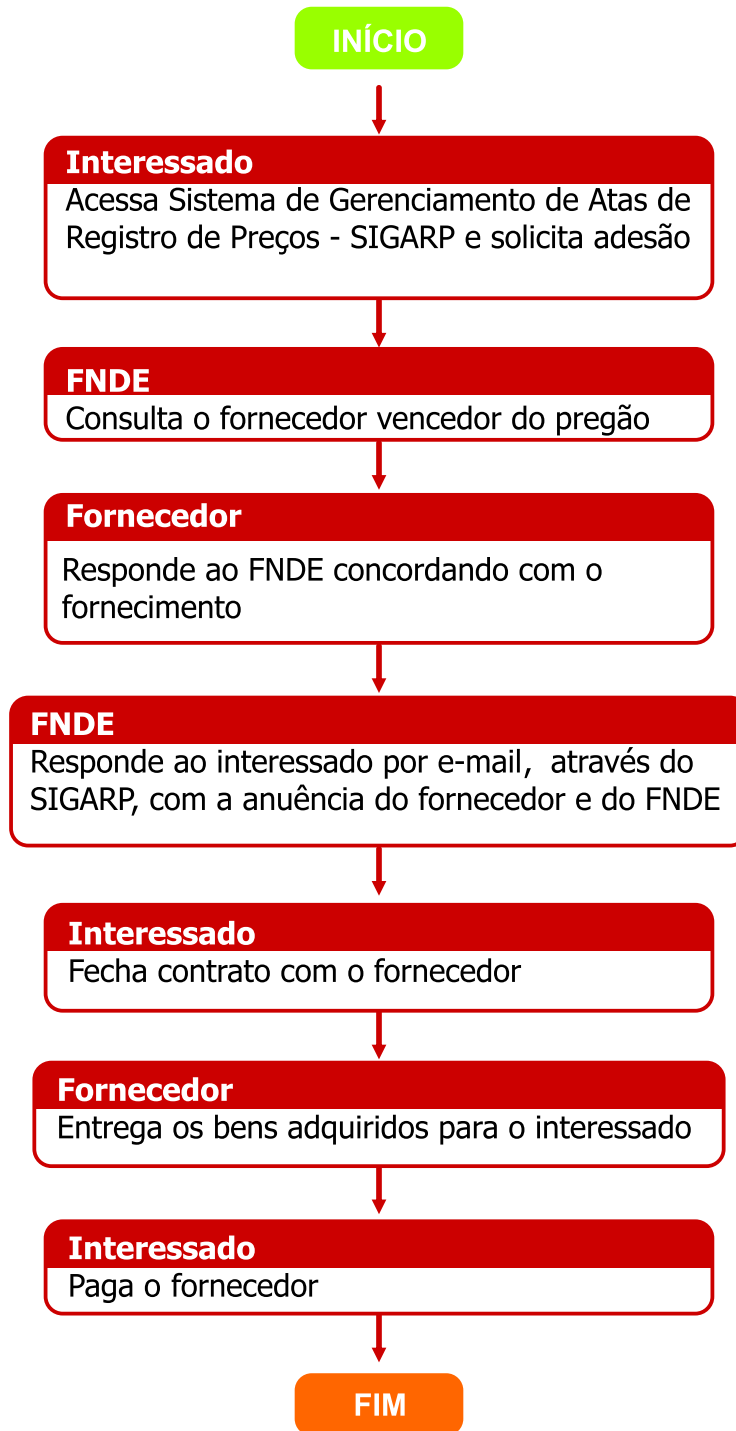 INÍCIO
Interessado
Acessa Sistema de Gerenciamento de Atas de
Registro de Preços - SIGARP e solicita adesão
FNDE
Consulta o fornecedor vencedor do pregão
Fornecedor
Responde ao FNDE concordando com o
fornecimento
FNDE
Responde ao interessado por e-mail,  através do
SIGARP, com a anuência do fornecedor e do FNDE
Interessado
Fecha contrato com o fornecedor
Fornecedor
Entrega os bens adquiridos para o interessado
Interessado
Paga o fornecedor
FIM